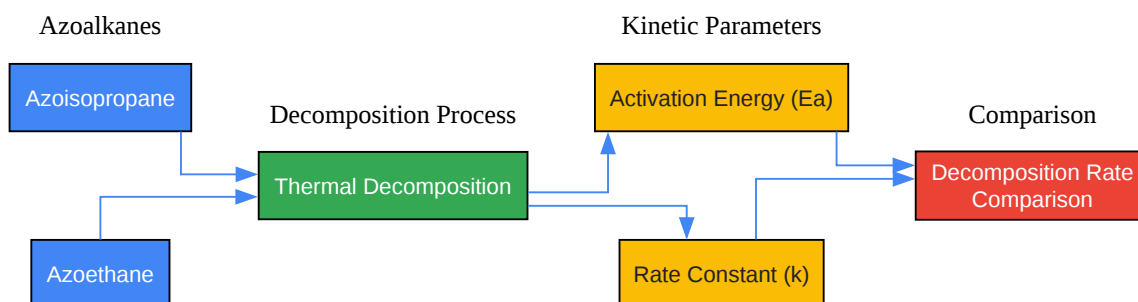 Azoalkanes
Kinetic Parameters
Azoisopropane
Activation Energy (Ea)
Decomposition Process
Comparison
Thermal Decomposition
Decomposition Rate
Comparison
Azoethane
Rate Constant (k)